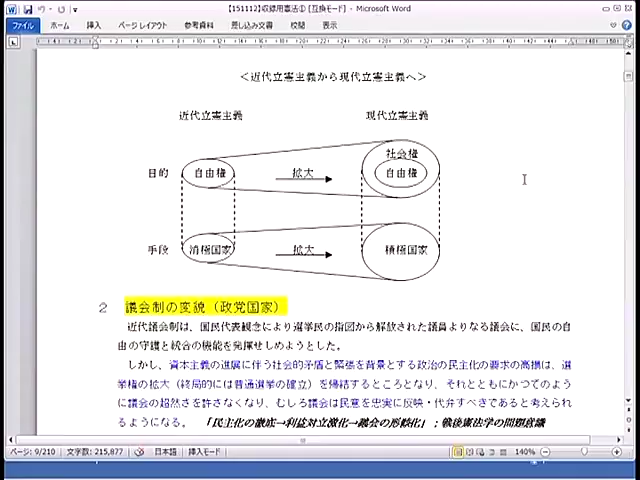 【151112】収録用憲法① [互換モード] - Microsoft Word
ファイル ホーム 挿入 ページ レイアウト 参考資料 差し込み文書 校閲 表示
＜近代立憲主義から現代立憲主義へ＞
近代立憲主義 現代立憲主義
社会権
目的 自由権 拡大 自由権
手段 消極国家 拡大 積極国家
2 議会制の変貌（政党国家）
近代議会制は、国民代表観念により選挙民の指図から解放された議員よりなる議会に、国民の自
由の守護と統合の機能を発揮せしめようとした。
しかし、資本主義の進展に伴う社会的矛盾と緊張を背景とする政治の民主化の要求の高揚は、選
挙権の拡大（終局的には普通選挙の確立）を帰結するところとなり、それとともにかつてのよう
に議会の超然さを許さなくなり、むしろ議会は民意を忠実に反映・代弁すべきであると考えられ
るようになる。 「民主化の徹底→利益対立激化→議会の形骸化」：戦後憲法学の問題意識
ページ: 9/210 文字数: 215,877 日本語 挿入モード 140%